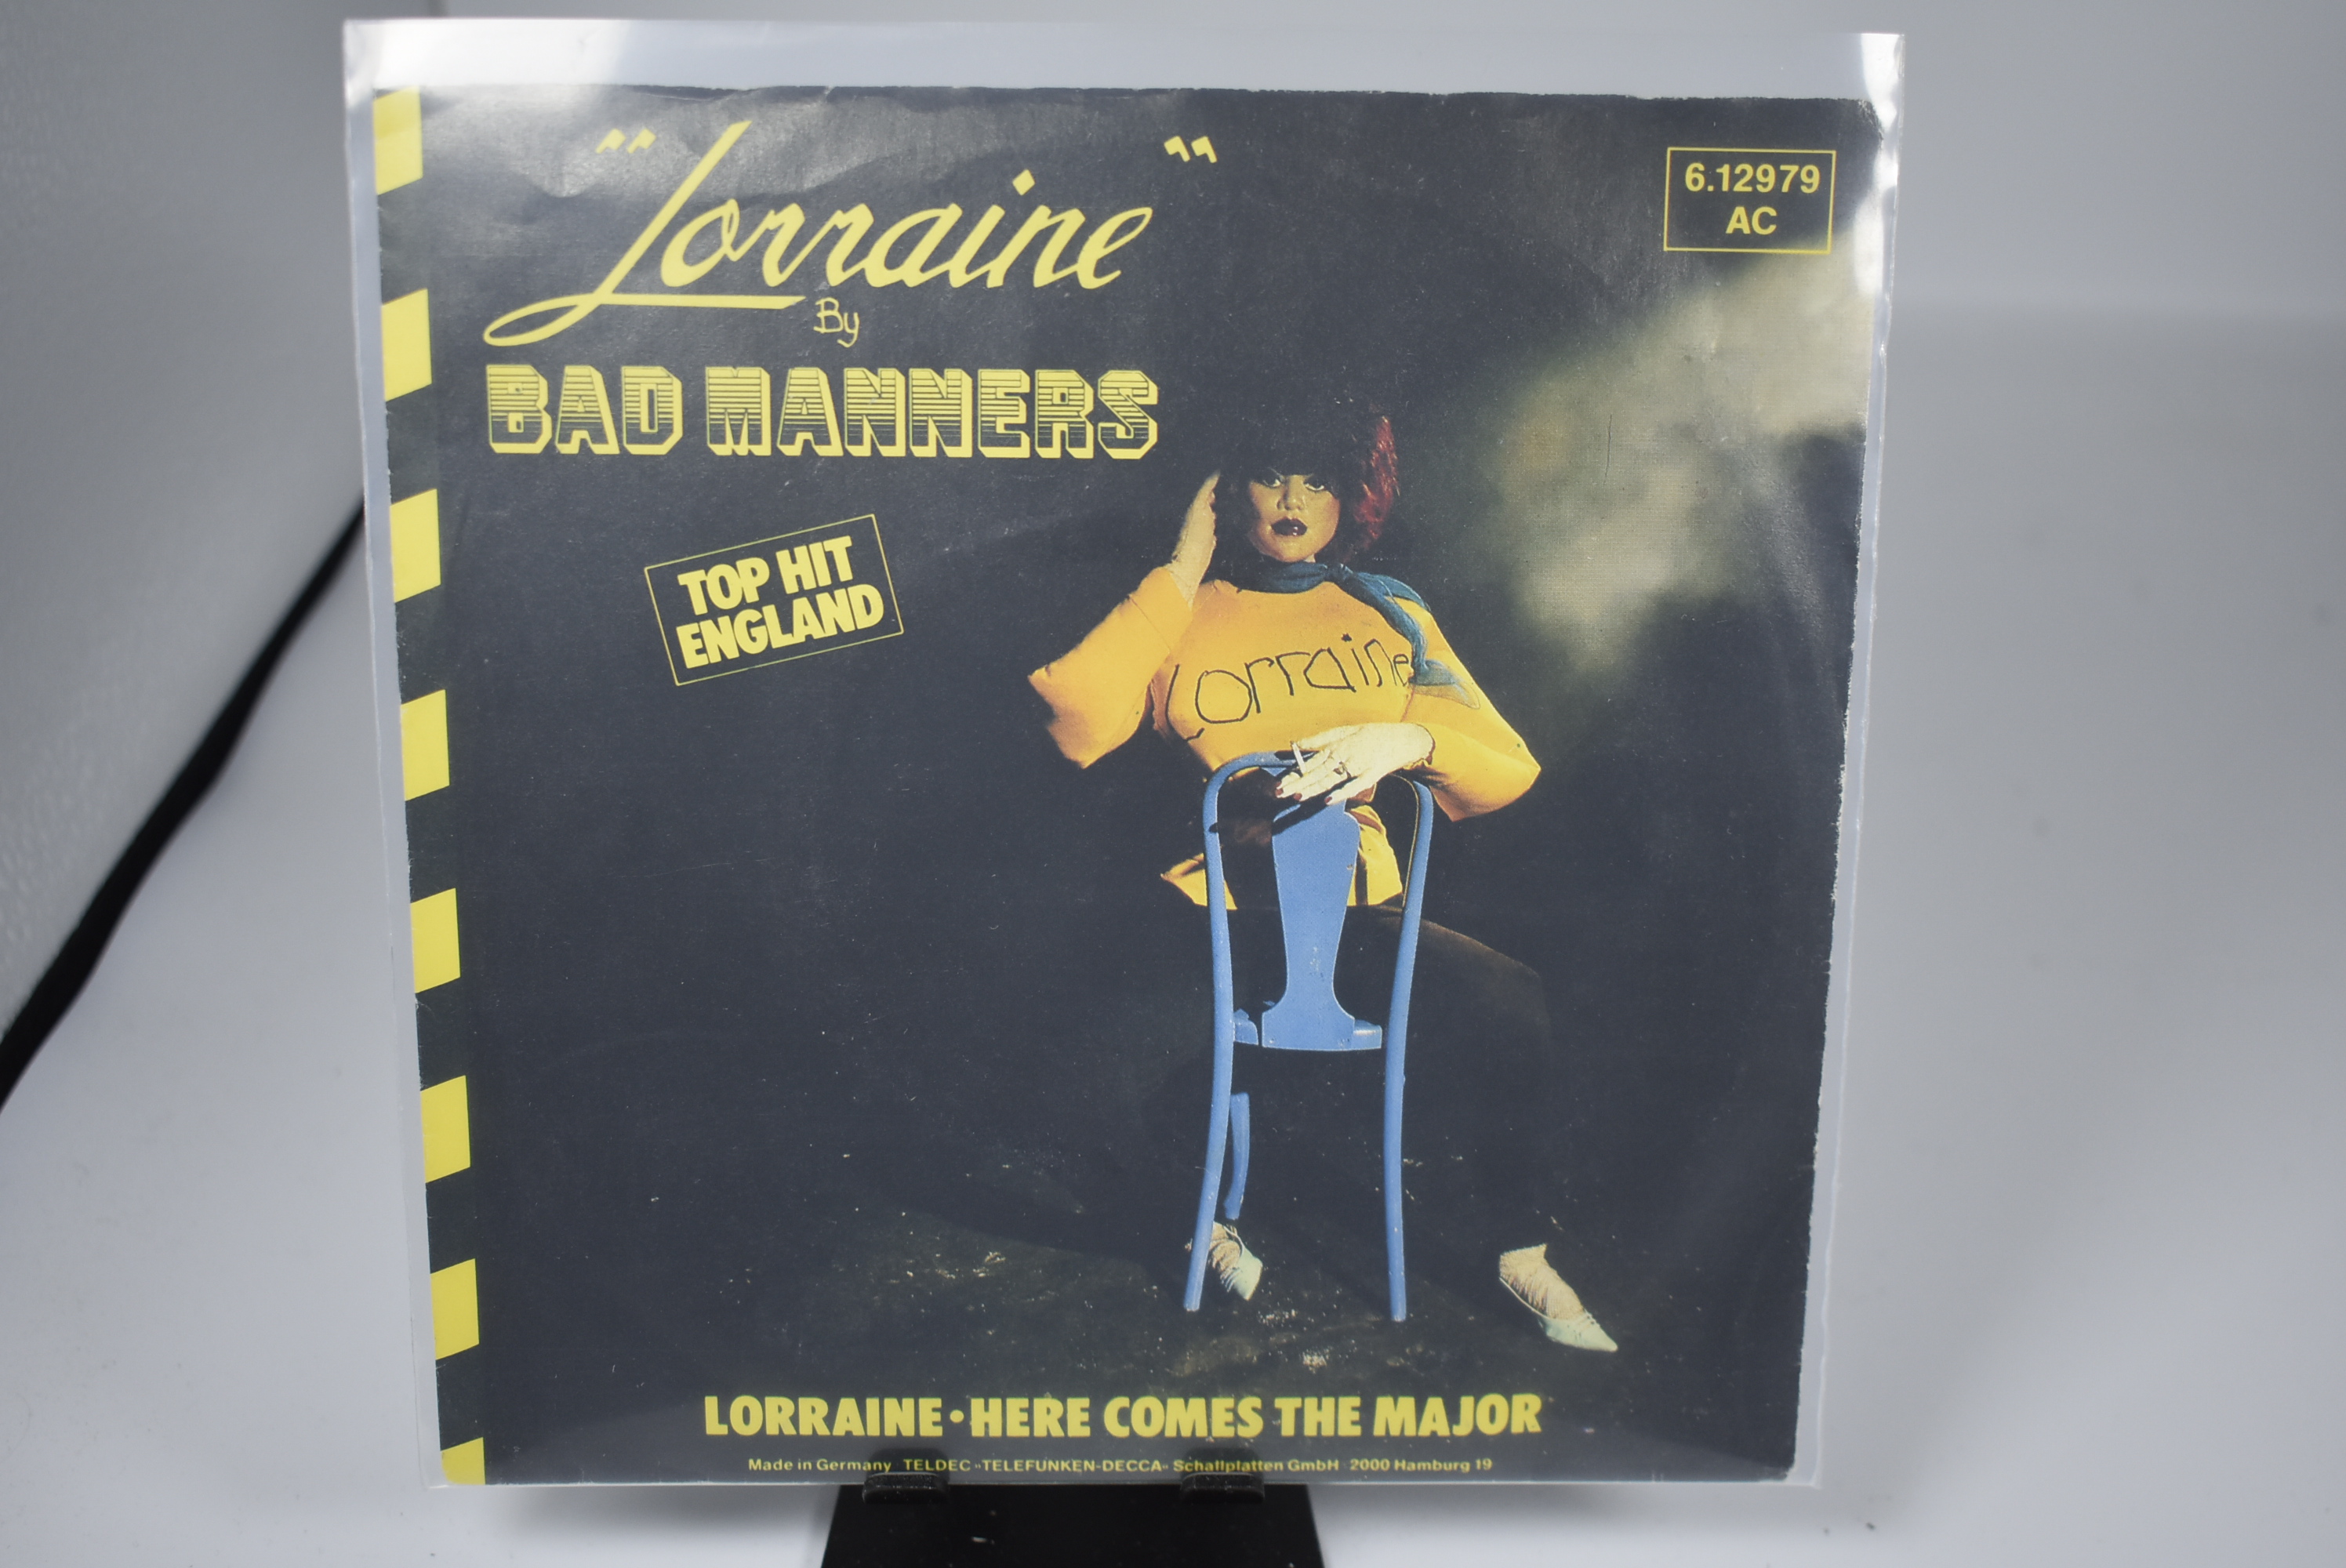 "Lorraine"
By
BAD MANNERS
6.12979
AC
TOP HIT
ENGLAND
Lorraine
LORRAINE • HERE COMES THE MAJOR
Made in Germany TELDEC »TELEFUNKEN-DECCA« Schallplatten GmbH 2000 Hamburg 19